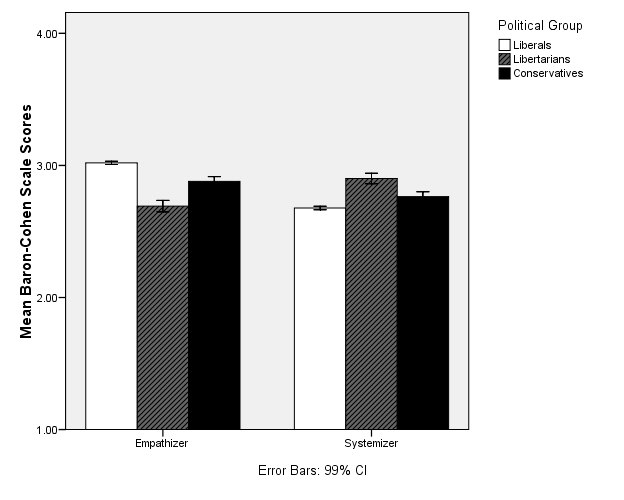 Political Group
Liberals
Libertarians
Conservatives
Mean Baron-Cohen Scale Scores
4.00
3.00
2.00
1.00
Empathizer
Systemizer
Error Bars: 99% CI